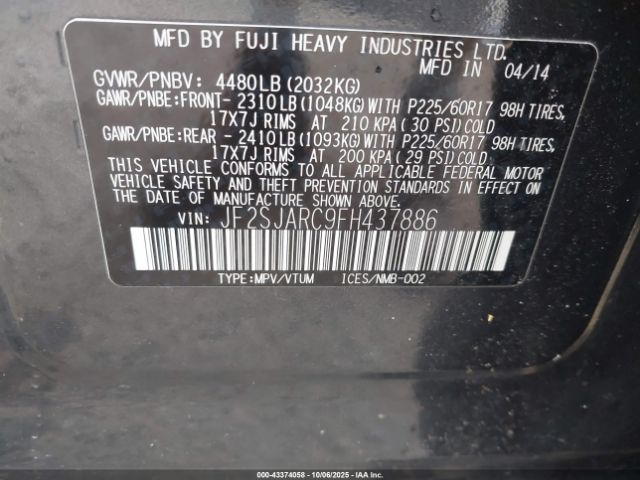 MFD BY FUJI HEAVY INDUSTRIES LTD.
MFD IN 04/14
GVWR/PNBV: 4480LB (2032KG)
GAWR/PNBE:FRONT- 2310LB (1048KG) WITH P225/60R17 98H TIRES,
17X7J RIMS AT 210 KPA (30 PSI) COLD
GAWR/PNBE:REAR - 2410LB (1093KG) WITH P225/60R17 98H TIRES,
17X7J RIMS AT 200 KPA (29 PSI) COLD
THIS VEHICLE CONFORMS TO ALL APPLICABLE FEDERAL MOTOR
VEHICLE SAFETY AND THEFT PREVENTION STANDARDS IN EFFECT ON
THE DATE OF MANUFACTURE SHOWN ABOVE.
VIN: JF2SJARC9FH437886
TYPE:MPV/VTUM ICES/NMB-002
000-43374058 - 10/06/2025 - IAA, Inc.